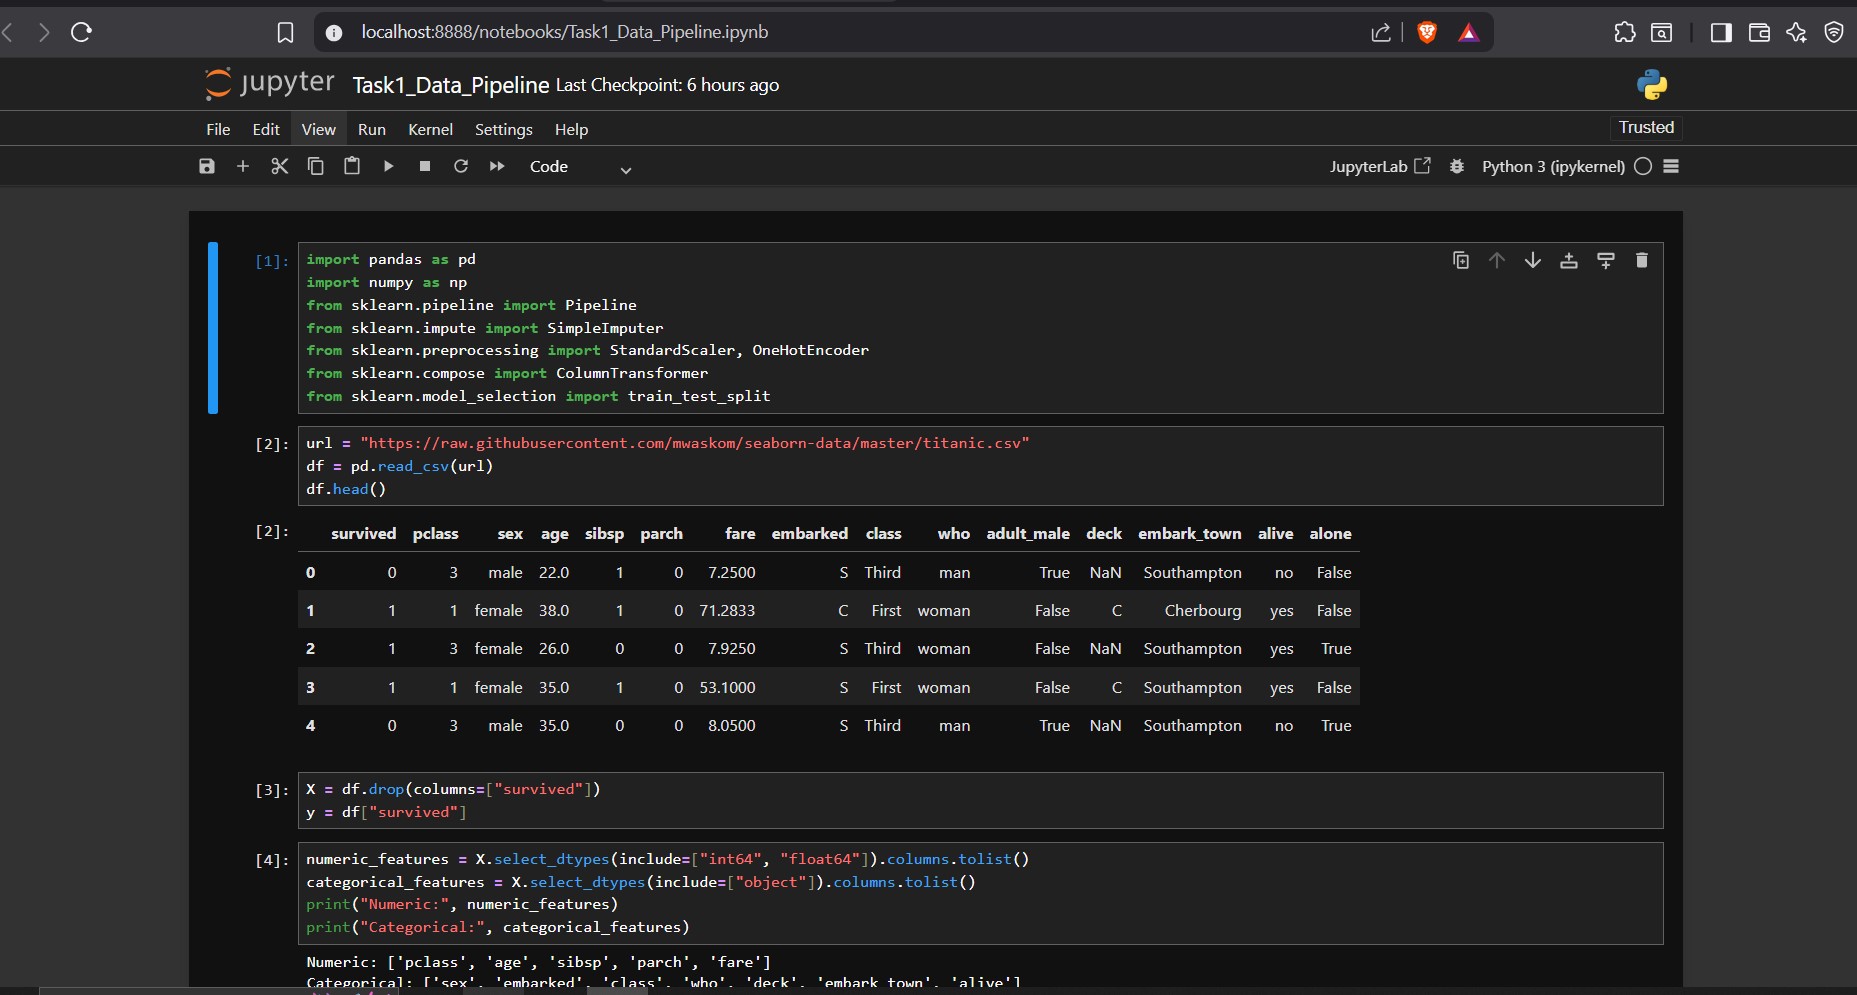 localhost:8888/notebooks/Task1_Data_Pipeline.ipynb
jupyter Task1_Data_Pipeline Last Checkpoint: 6 hours ago
File Edit View Run Kernel Settings Help Trusted
Code JupyterLab Python 3 (ipykernel)
[1]: import pandas as pd
import numpy as np
from sklearn.pipeline import Pipeline
from sklearn.impute import SimpleImputer
from sklearn.preprocessing import StandardScaler, OneHotEncoder
from sklearn.compose import ColumnTransformer
from sklearn.model_selection import train_test_split
[2]: url = "https://raw.githubusercontent.com/mwaskom/seaborn-data/master/titanic.csv"
df = pd.read_csv(url)
df.head()
[2]: survived pclass sex age sibsp parch fare embarked class who adult_male deck embark_town alive alone
0 0 3 male 22.0 1 0 7.2500 S Third man True NaN Southampton no False
1 1 1 female 38.0 1 0 71.2833 C First woman False C Cherbourg yes False
2 1 3 female 26.0 0 0 7.9250 S Third woman False NaN Southampton yes True
3 1 1 female 35.0 1 0 53.1000 S First woman False C Southampton yes False
4 0 3 male 35.0 0 0 8.0500 S Third man True NaN Southampton no True
[3]: X = df.drop(columns=["survived"])
y = df["survived"]
[4]: numeric_features = X.select_dtypes(include=["int64", "float64"]).columns.tolist()
categorical_features = X.select_dtypes(include=["object"]).columns.tolist()
print("Numeric:", numeric_features)
print("Categorical:", categorical_features)
Numeric: ['pclass', 'age', 'sibsp', 'parch', 'fare']
Categorical: ['sex', 'embarked', 'class', 'who', 'deck', 'embark_town', 'alive']